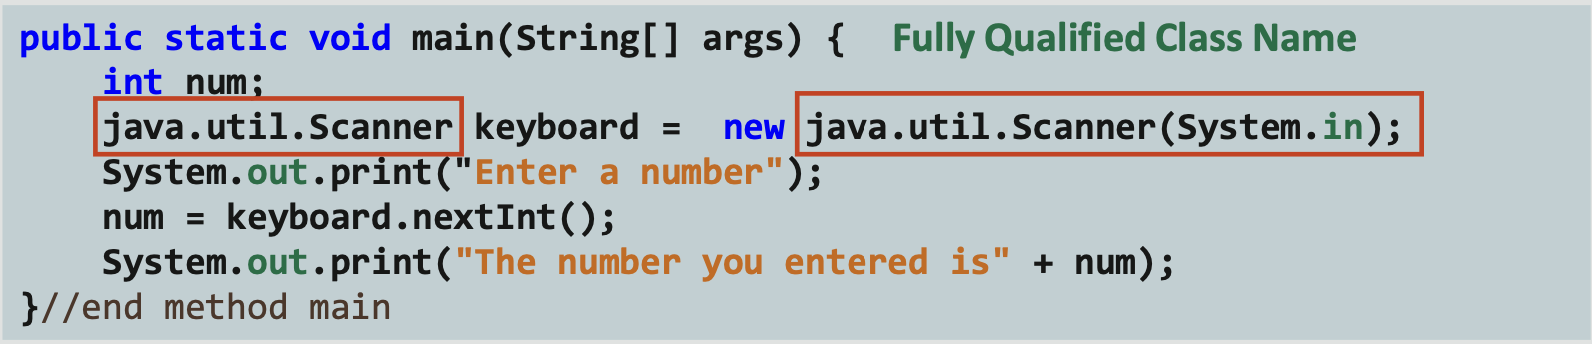 public static void main(String[] args) { Fully Qualified Class Name
int num;
java.util.Scanner keyboard = new java.util.Scanner(System.in);
System.out.print("Enter a number");
num = keyboard.nextInt();
System.out.print("The number you entered is" + num);
}//end method main